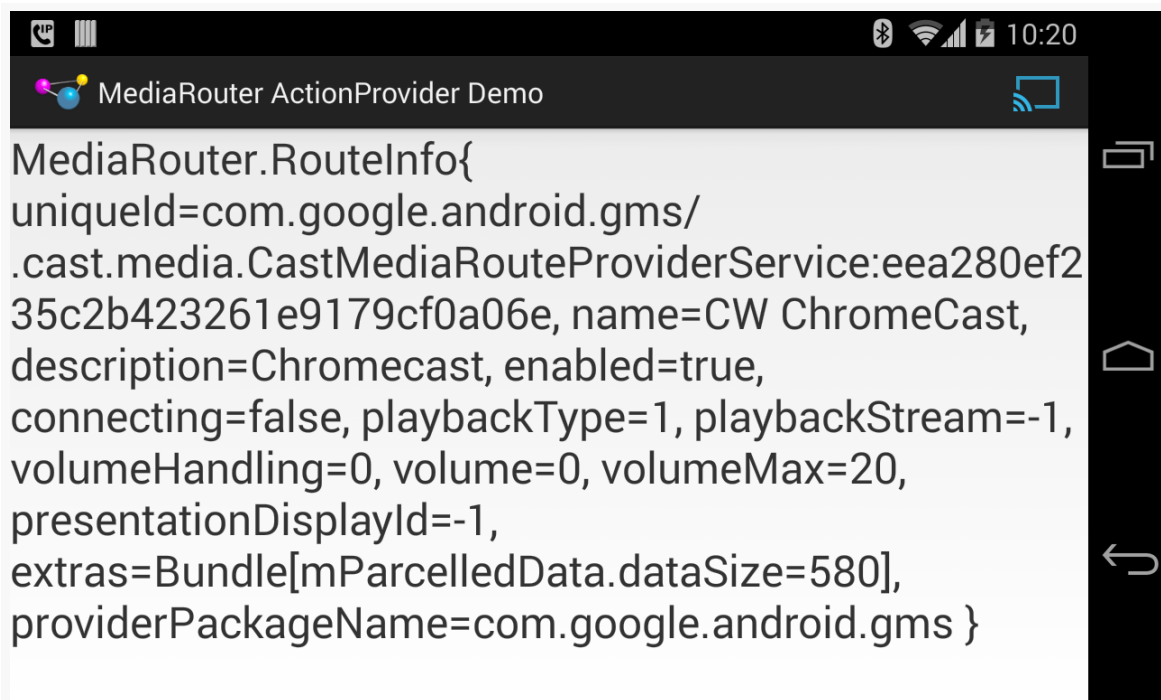 IP
10:20
MediaRouter ActionProvider Demo
MediaRouter.RouteInfo{
uniqueId=com.google.android.gms/
.cast.media.CastMediaRouteProviderService:eea280ef2
35c2b423261e9179cf0a06e, name=CW ChromeCast,
description=Chromecast, enabled=true,
connecting=false, playbackType=1, playbackStream=-1,
volumeHandling=0, volume=0, volumeMax=20,
presentationDisplayId=-1,
extras=Bundle[mParcelledData.dataSize=580],
providerPackageName=com.google.android.gms }